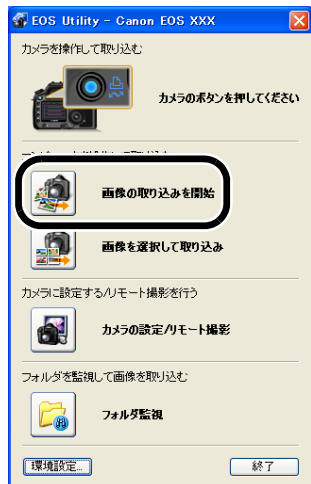 EOS Utility - Canon EOS XXX
カメラを操作して取り込む
カメラのボタンを押してください
画像の取り込みを開始
画像を選択して取り込み
カメラに設定する/リモート撮影を行う
カメラの設定/リモート撮影
フォルダを監視して画像を取り込む
フォルダ監視
環境設定...
終了